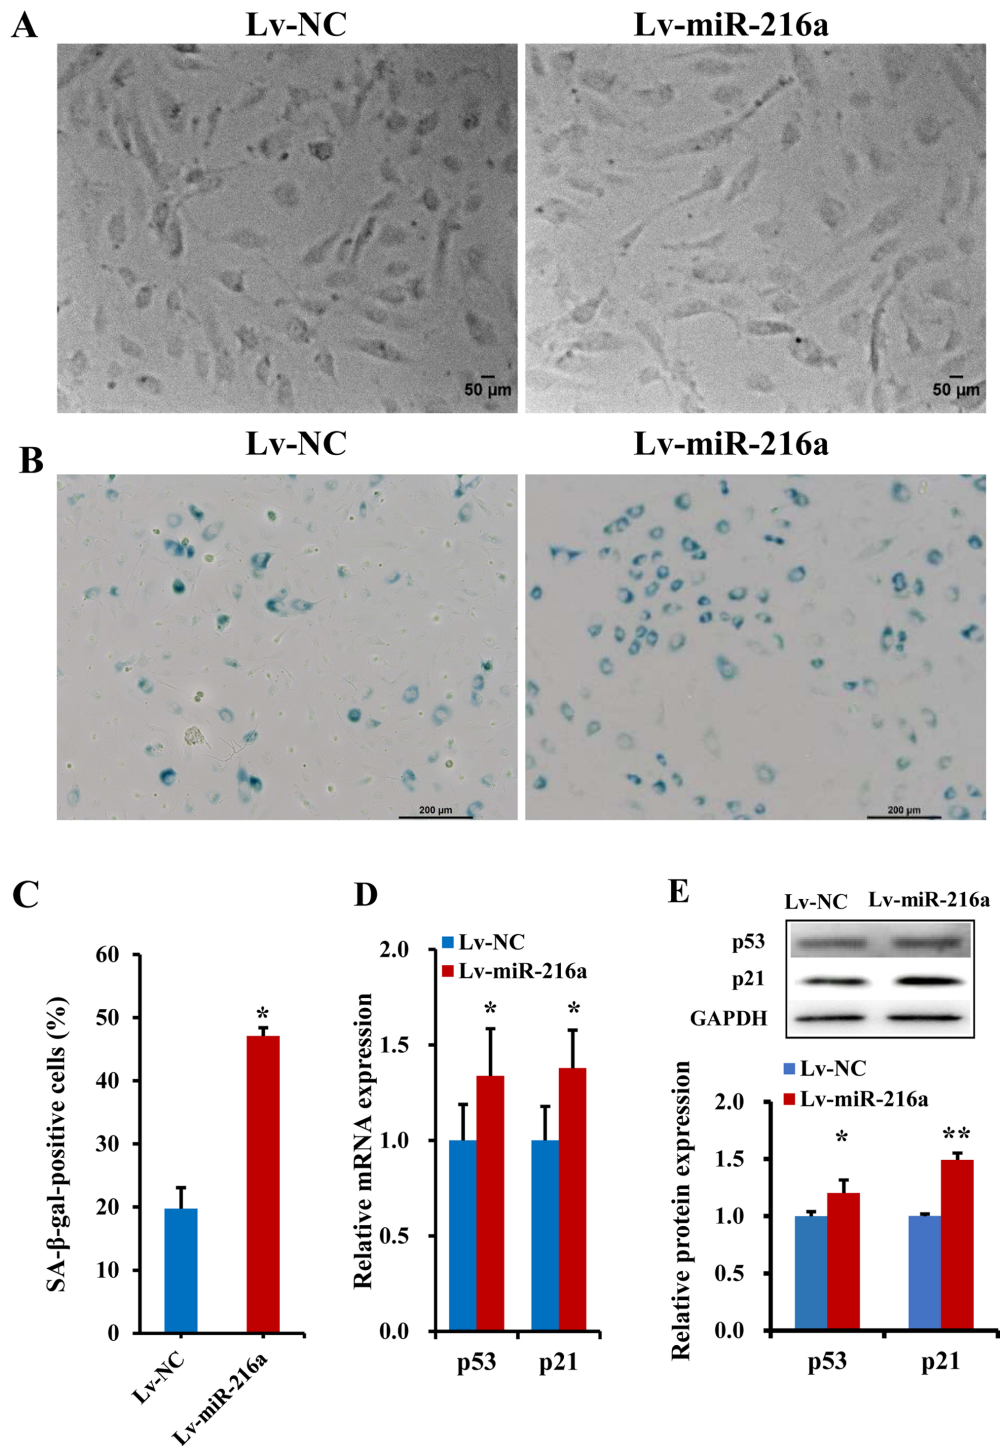 A
Lv-NC
Lv-miR-216a
50 μm
50 μm
B
Lv-NC
Lv-miR-216a
200 μm
200 μm
C
SA-β-gal-positive cells (%)
60
50
40
30
20
10
0
*
Lv-NC
Lv-miR-216a
D
Lv-NC
Lv-miR-216a
Relative mRNA expression
2.0
1.5
1.0
0.5
0.0
*
*
p53
p21
E
Lv-NC
Lv-miR-216a
p53
p21
GAPDH
Lv-NC
Lv-miR-216a
Relative protein expression
2.0
1.5
1.0
0.5
0.0
*
**
p53
p21